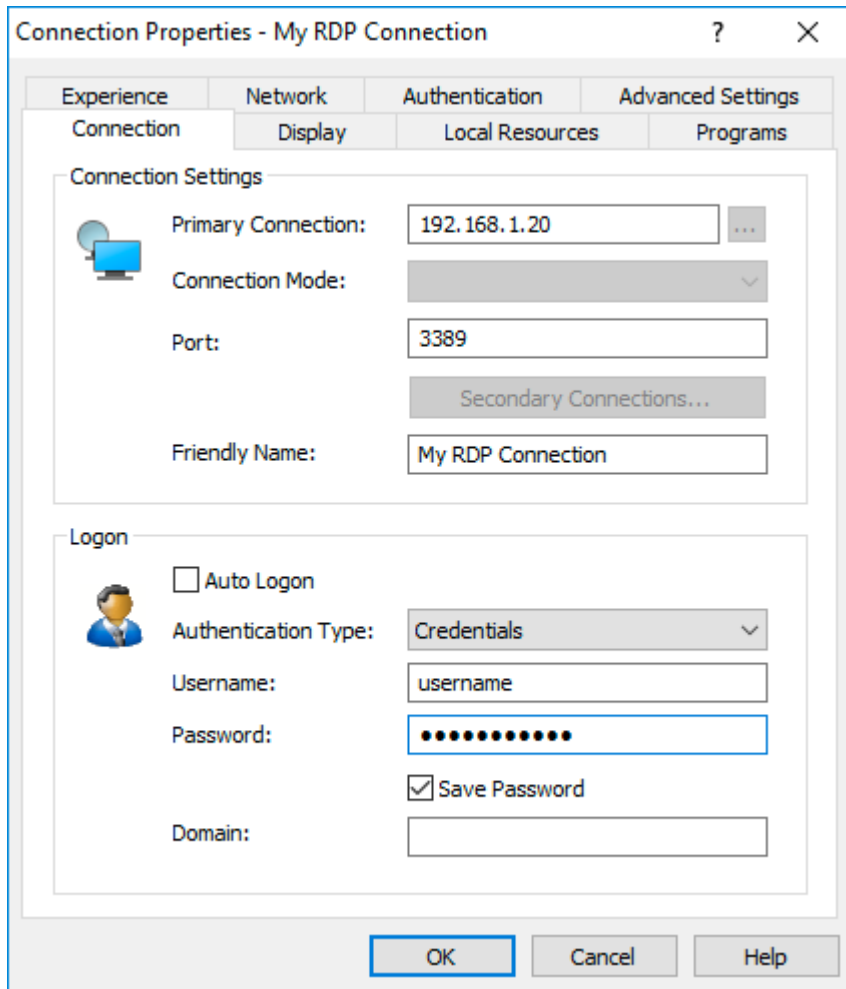 Connection Properties - My RDP Connection ? ×
Experience Network Authentication Advanced Settings
Connection Display Local Resources Programs
Connection Settings
Primary Connection: 192.168.1.20 ...
Connection Mode:
Port: 3389
Secondary Connections...
Friendly Name: My RDP Connection
Logon
Auto Logon
Authentication Type: Credentials
Username: username
Password: •••••••••••
Save Password
Domain:
OK Cancel Help